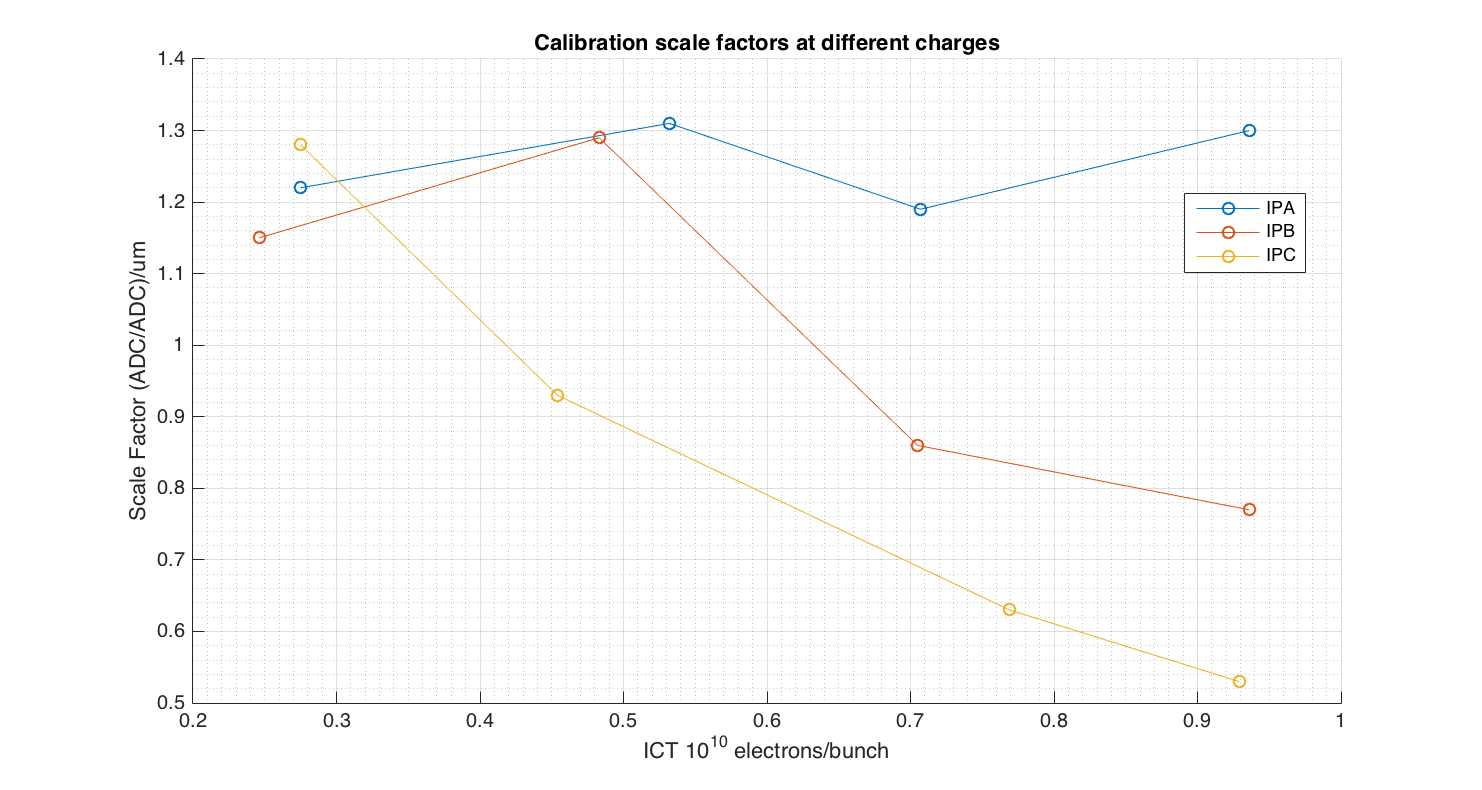 Calibration scale factors at different charges
1.4
1.3
1.2
1.1
1
0.9
0.8
0.7
0.6
0.5
Scale Factor (ADC/ADC)/um
IPA
IPB
IPC
0.2 0.3 0.4 0.5 0.6 0.7 0.8 0.9 1
ICT 10^10 electrons/bunch